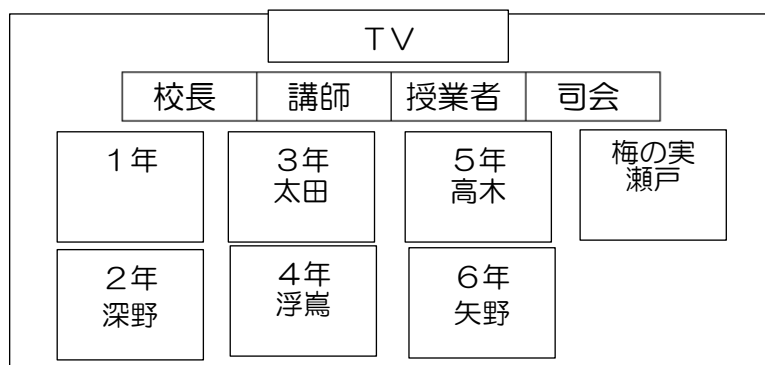 ＴＶ
校長　講師　授業者　司会
１年
３年
太田
５年
高木
梅の実
瀬戸
２年
深野
４年
浮嶌
６年
矢野